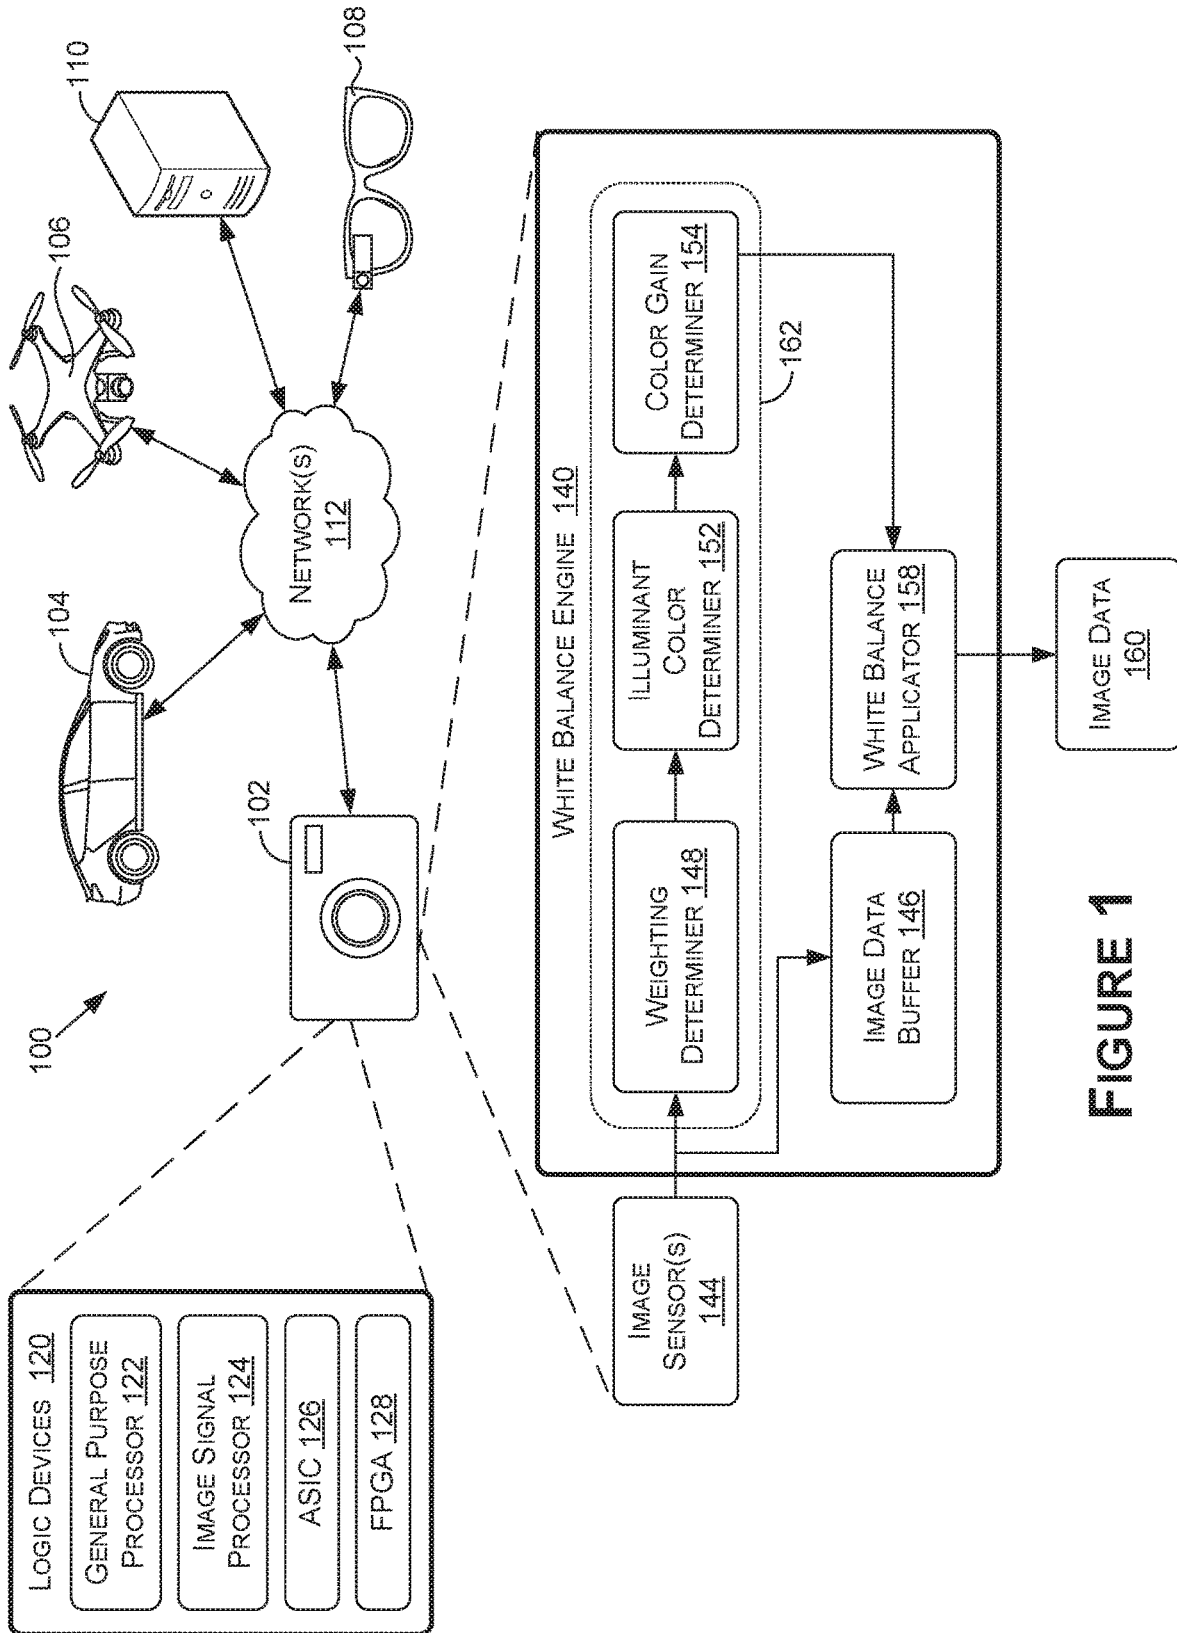 100
102
104
106
110
108
NETWORK(S)
112
LOGIC DEVICES 120
GENERAL PURPOSE
PROCESSOR 122
IMAGE SIGNAL
PROCESSOR 124
ASIC 126
FPGA 128
WHITE BALANCE ENGINE 140
IMAGE
SENSOR(S)
144
WEIGHTING
DETERMINER 148
ILLUMINANT
COLOR
DETERMINER 152
COLOR GAIN
DETERMINER 154
162
IMAGE DATA
BUFFER 146
WHITE BALANCE
APPLICATOR 158
IMAGE DATA
160
FIGURE 1